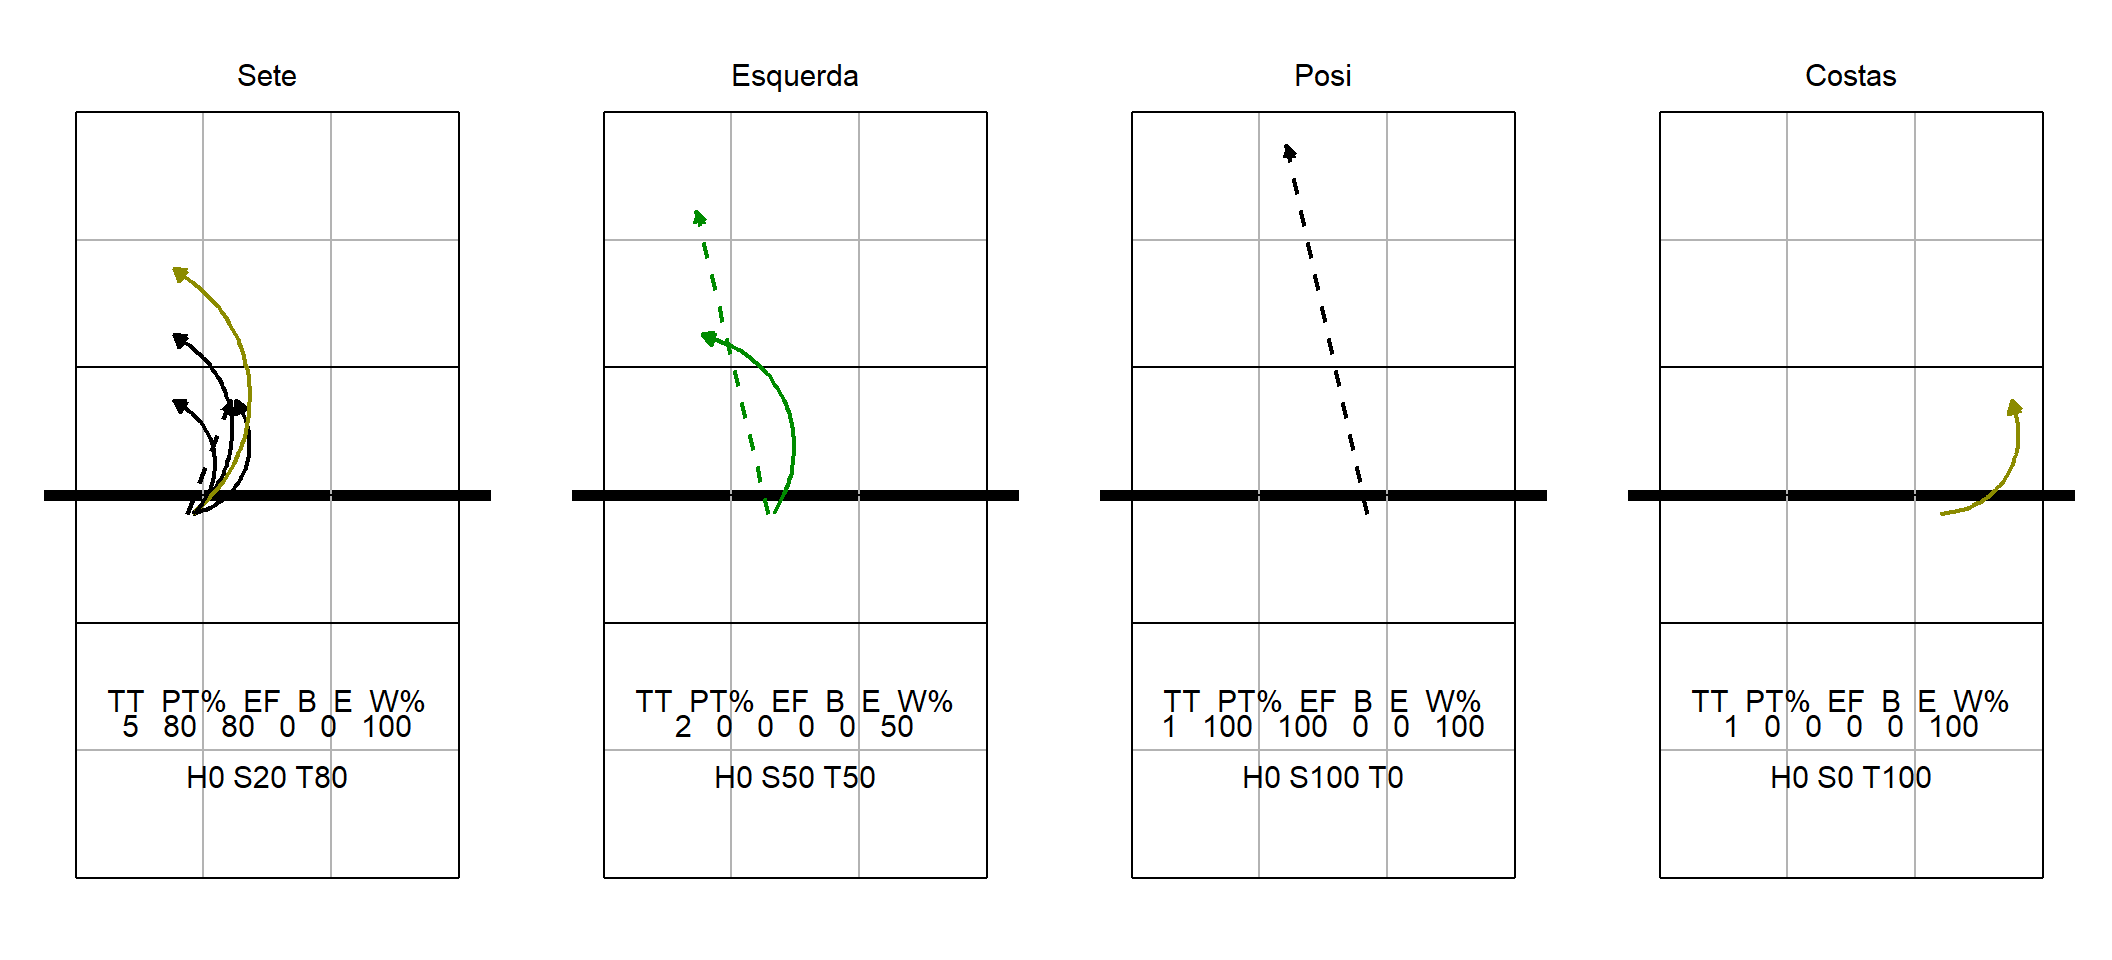 Sete Esquerda Posi Costas
TT PT% EF B E W% TT PT% EF B E W% TT PT% EF B E W% TT PT% EF B E W%
5 80 80 0 0 100 2 0 0 0 0 50 1 100 100 0 0 100 1 0 0 0 0 100
H0 S20 T80 H0 S50 T50 H0 S100 T0 H0 S0 T100